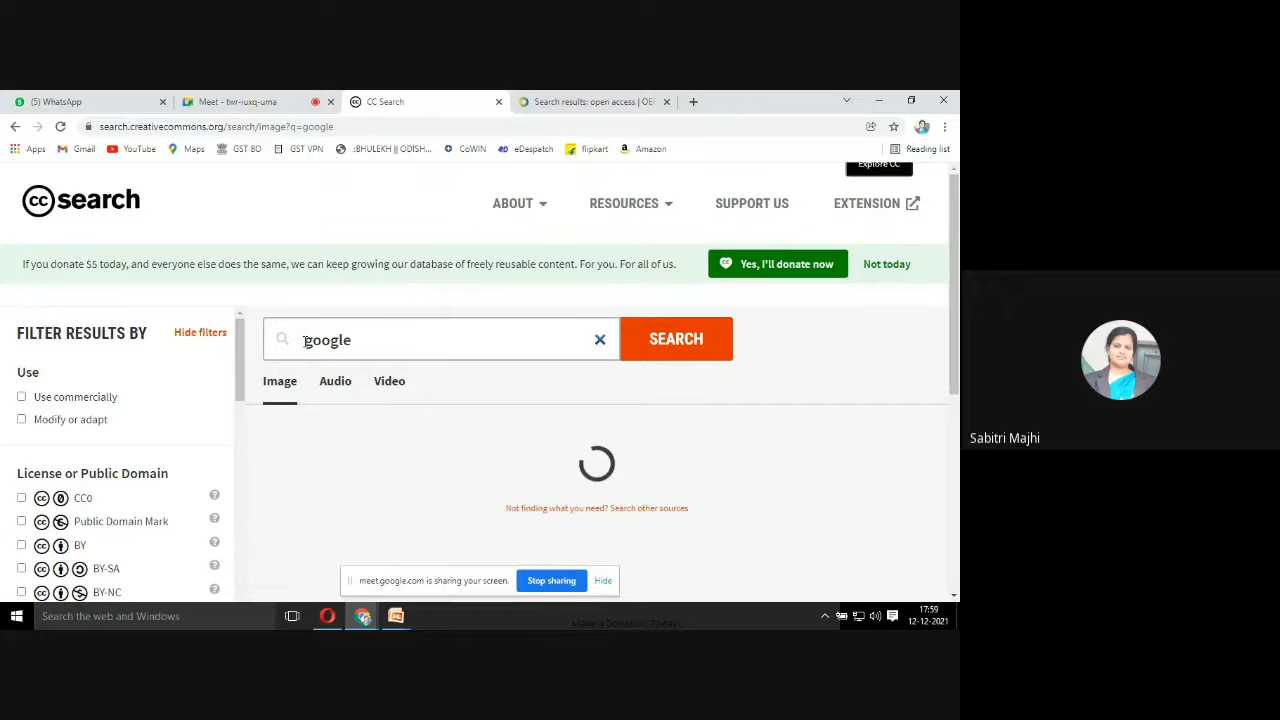 (5) WhatsApp
Meet - twr-iuxq-uma
CC Search
Search results: open access | OEF
search.creativecommons.org/search/image?q=google
Apps
Gmail
YouTube
Maps
GST BO
GST VPN
:BHULEKH || ODISH...
CoWIN
eDespatch
flipkart
Amazon
Reading list
Explore CC
cc search
ABOUT
RESOURCES
SUPPORT US
EXTENSION
If you donate $5 today, and everyone else does the same, we can keep growing our database of freely reusable content. For you. For all of us.
Yes, I'll donate now
Not today
FILTER RESULTS BY
Hide filters
google
SEARCH
Use
Image
Audio
Video
Use commercially
Modify or adapt
License or Public Domain
CC0
Not finding what you need? Search other sources
Public Domain Mark
BY
BY-SA
BY-NC
meet.google.com is sharing your screen.
Stop sharing
Hide
Search the web and Windows
Make a Donation Today
17:59
12-12-2021
Sabitri Majhi